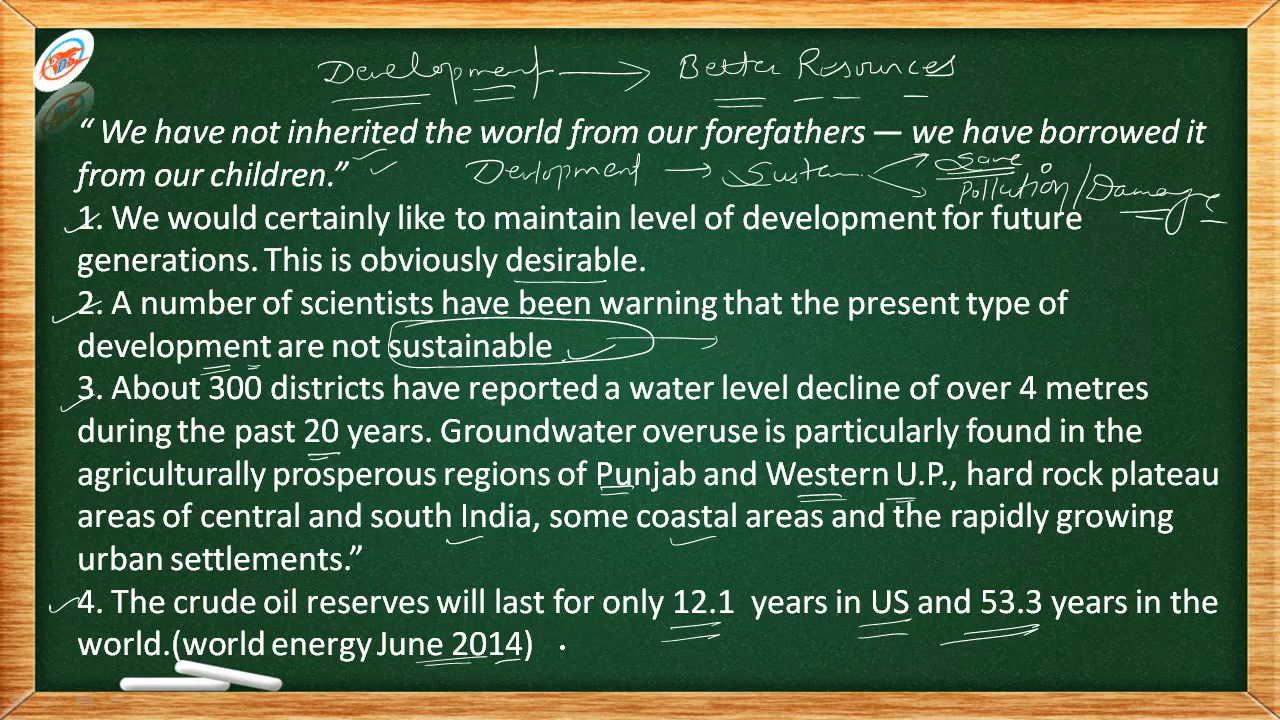 Development → Better Resources
“ We have not inherited the world from our forefathers — we have borrowed it
from our children.”
Devlopment → Sustain.. Save
Pollution / Damage
1. We would certainly like to maintain level of development for future
generations. This is obviously desirable.
2. A number of scientists have been warning that the present type of
development are not sustainable .
3. About 300 districts have reported a water level decline of over 4 metres
during the past 20 years. Groundwater overuse is particularly found in the
agriculturally prosperous regions of Punjab and Western U.P., hard rock plateau
areas of central and south India, some coastal areas and the rapidly growing
urban settlements.”
4. The crude oil reserves will last for only 12.1 years in US and 53.3 years in the
world.(world energy June 2014)